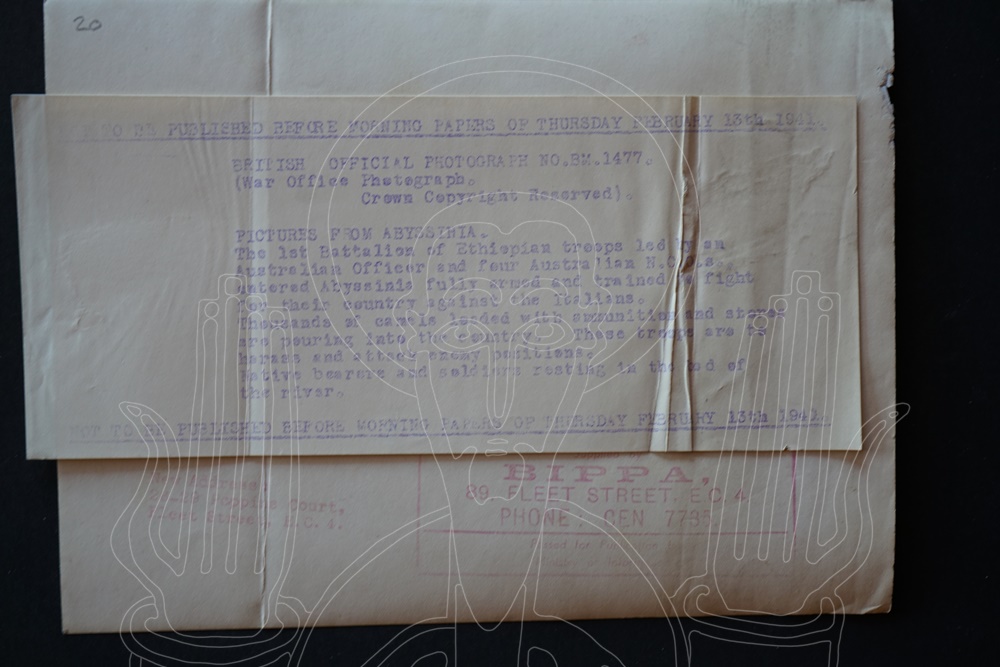 20
TO BE PUBLISHED BEFORE MORNING PAPERS OF THURSDAY FEBRUARY 13th 1941.
BRITISH OFFICIAL PHOTOGRAPH NO.BM.1477.
(War Office Photograph.
Crown Copyright Reserved).
PICTURES FROM ABYSSINIA.
The 1st Battalion of Ethiopian troops led by an
Australian Officer and four Australian N.C.O.s
entered Abyssinia fully armed and trained to fight
for their country against the Italians.
Thousands of camels loaded with ammunition and stores
are pouring into the country. These troops are to
harass and attack enemy positions.
Native bearers and soldiers resting in the bed of
the river.
NOT TO BE PUBLISHED BEFORE MORNING PAPERS OF THURSDAY FEBRUARY 13th 1941.
BIPPA,
89, FLEET STREET, E.C.4
PHONE: CEN 7735
Court,
Fleet Street, E.C.4.